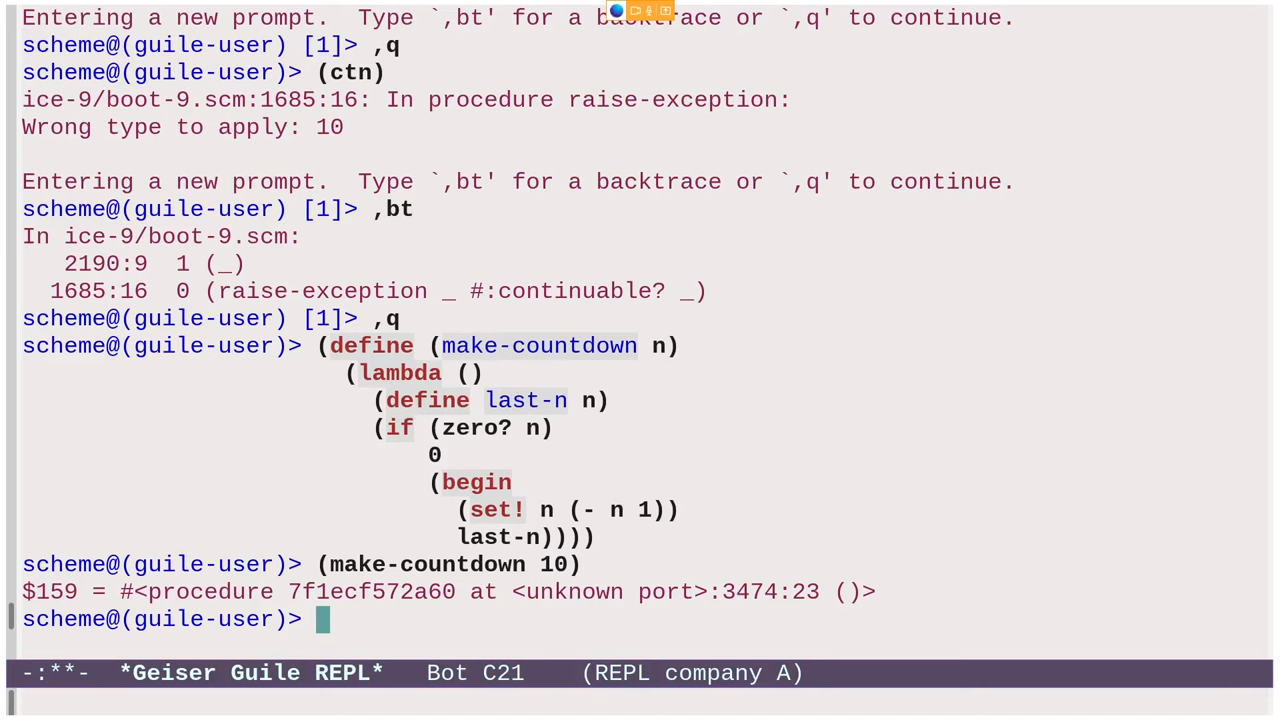 Entering a new prompt.  Type `,bt' for a backtrace or `,q' to continue.
scheme@(guile-user) [1]> ,q
scheme@(guile-user)> (ctn)
ice-9/boot-9.scm:1685:16: In procedure raise-exception:
Wrong type to apply: 10
Entering a new prompt.  Type `,bt' for a backtrace or `,q' to continue.
scheme@(guile-user) [1]> ,bt
In ice-9/boot-9.scm:
   2190:9  1 (_)
  1685:16  0 (raise-exception _ #:continuable? _)
scheme@(guile-user) [1]> ,q
scheme@(guile-user)> (define (make-countdown n)
                       (lambda ()
                         (define last-n n)
                         (if (zero? n)
                             0
                             (begin
                               (set! n (- n 1))
                               last-n))))
scheme@(guile-user)> (make-countdown 10)
$159 = #<procedure 7f1ecf572a60 at <unknown port>:3474:23 ()>
scheme@(guile-user)>
-:**-  *Geiser Guile REPL*   Bot C21    (REPL company A)